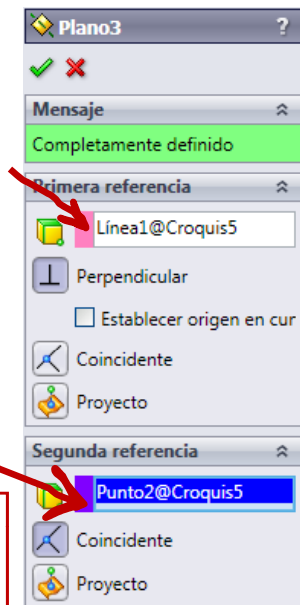 Plano3 ?
Mensaje
Completamente definido
Primera referencia
Línea1@Croquis5
Perpendicular
Establecer origen en cur
Coincidente
Proyecto
Segunda referencia
Punto2@Croquis5
Coincidente
Proyecto